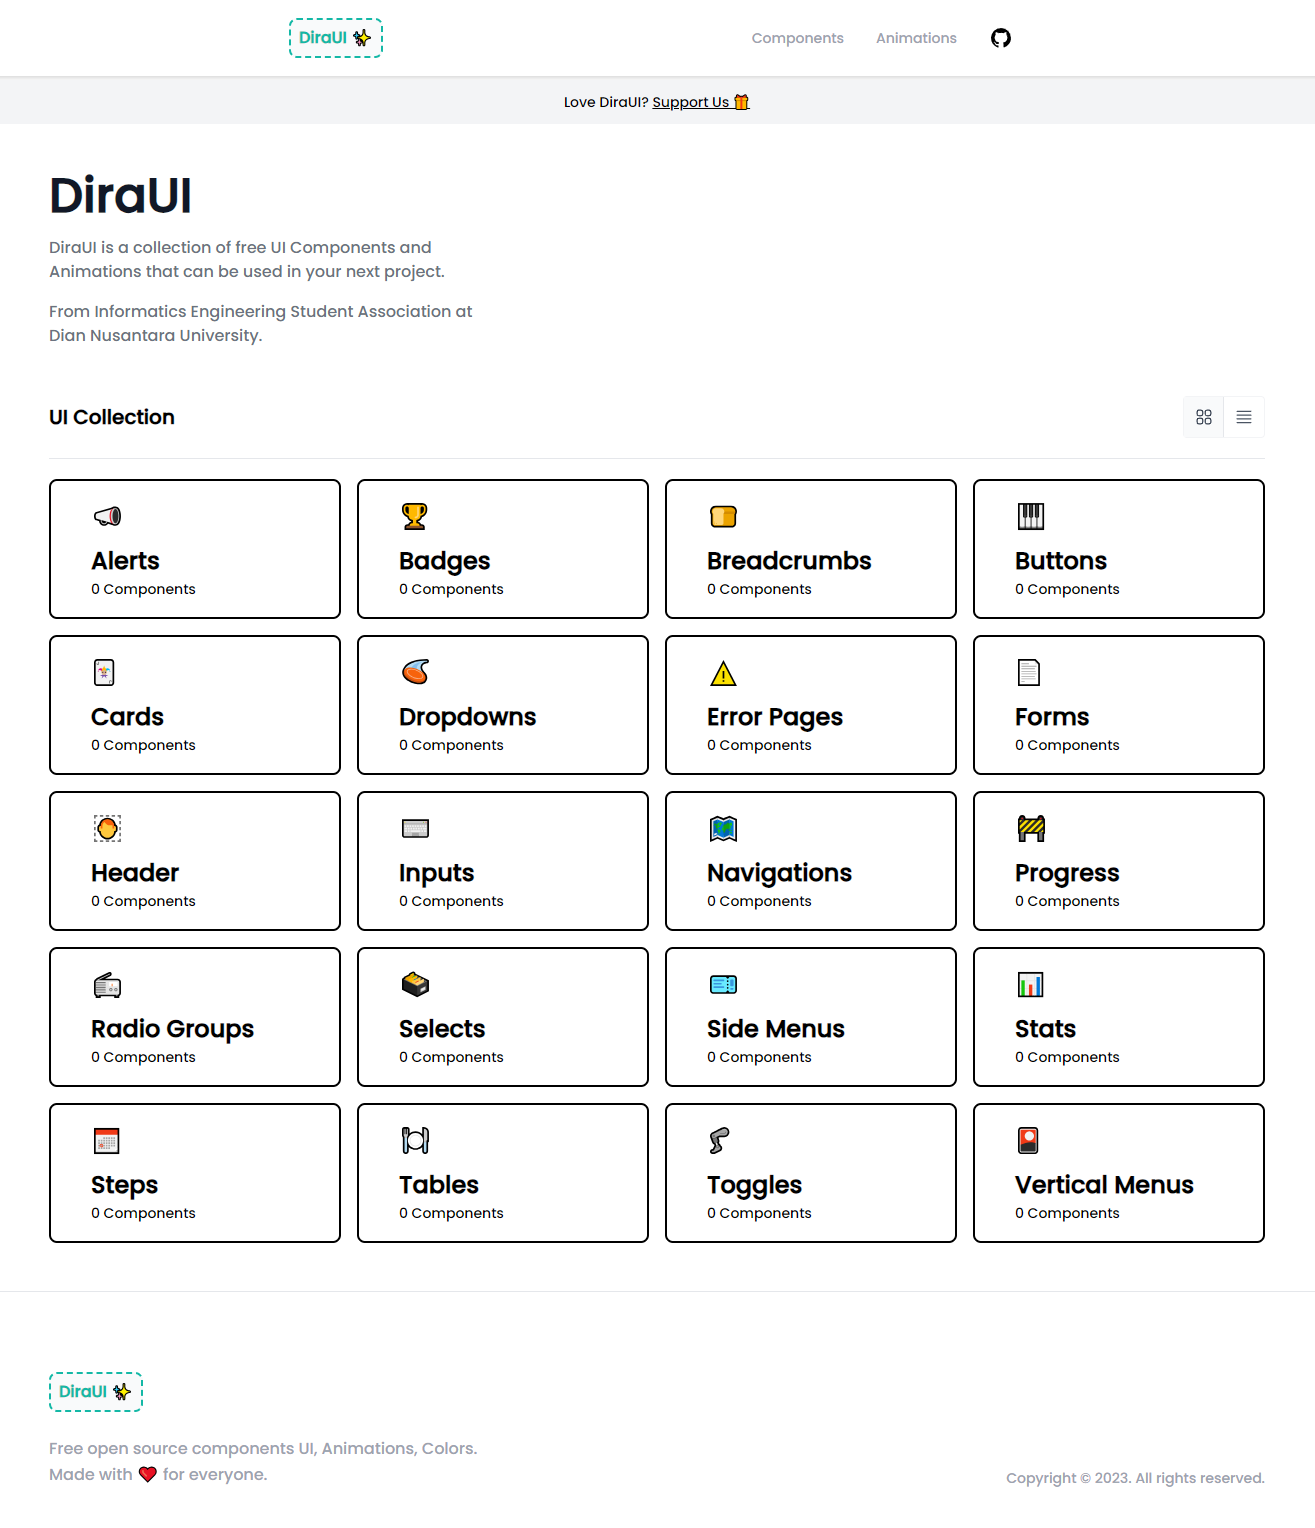 DiraUI ✨
Components
Animations
Love DiraUI? Support Us 🎁
DiraUI
DiraUI is a collection of free UI Components and
Animations that can be used in your next project.
From Informatics Engineering Student Association at
Dian Nusantara University.
UI Collection
Alerts
0 Components
Badges
0 Components
Breadcrumbs
0 Components
Buttons
0 Components
Cards
0 Components
Dropdowns
0 Components
Error Pages
0 Components
Forms
0 Components
Header
0 Components
Inputs
0 Components
Navigations
0 Components
Progress
0 Components
Radio Groups
0 Components
Selects
0 Components
Side Menus
0 Components
Stats
0 Components
Steps
0 Components
Tables
0 Components
Toggles
0 Components
Vertical Menus
0 Components
DiraUI ✨
Free open source components UI, Animations, Colors.
Made with ❤️ for everyone.
Copyright © 2023. All rights reserved.